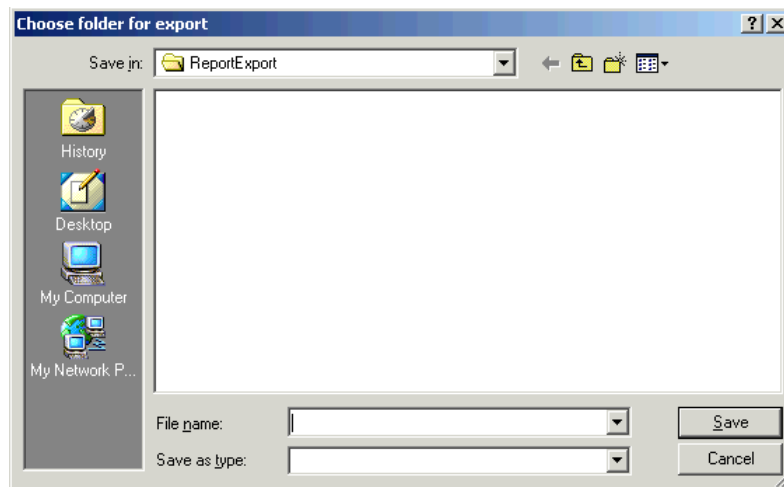 Choose folder for export
Save in: ReportExport
History
Desktop
My Computer
My Network P...
File name:
Save
Save as type:
Cancel